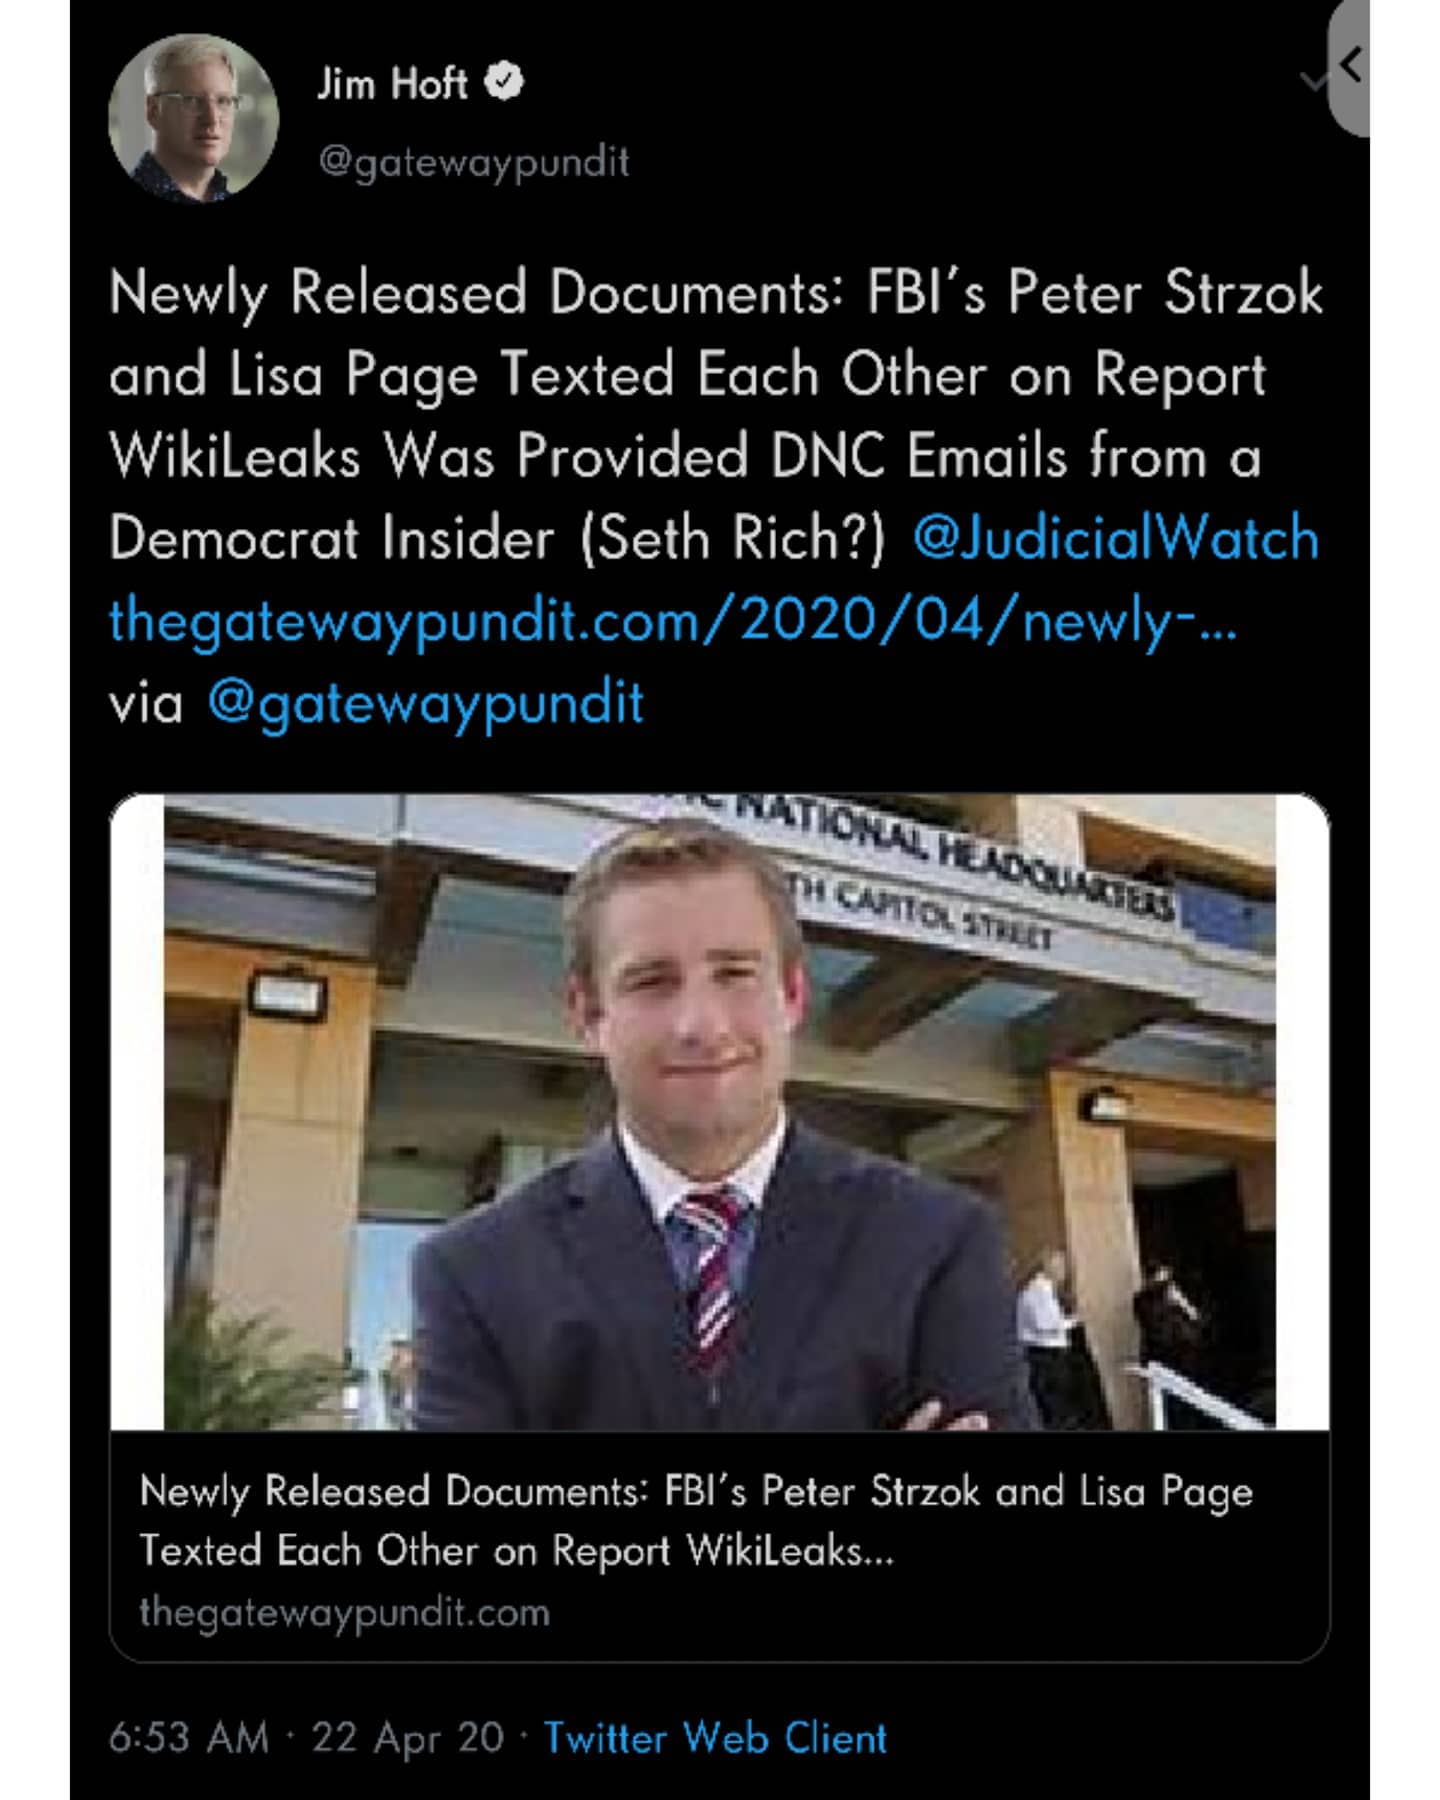 Jim Hoft
@gatewaypundit
Newly Released Documents: FBI's Peter Strzok
and Lisa Page Texted Each Other on Report
WikiLeaks Was Provided DNC Emails from a
Democrat Insider (Seth Rich?) @JudicialWatch
thegatewaypundit.com/2020/04/newly-...
via @gatewaypundit
NATIONAL HEADQUARTERS
CAPITOL STREET
Newly Released Documents: FBI's Peter Strzok and Lisa Page
Texted Each Other on Report WikiLeaks...
thegatewaypundit.com
6:53 AM · 22 Apr 20 · Twitter Web Client